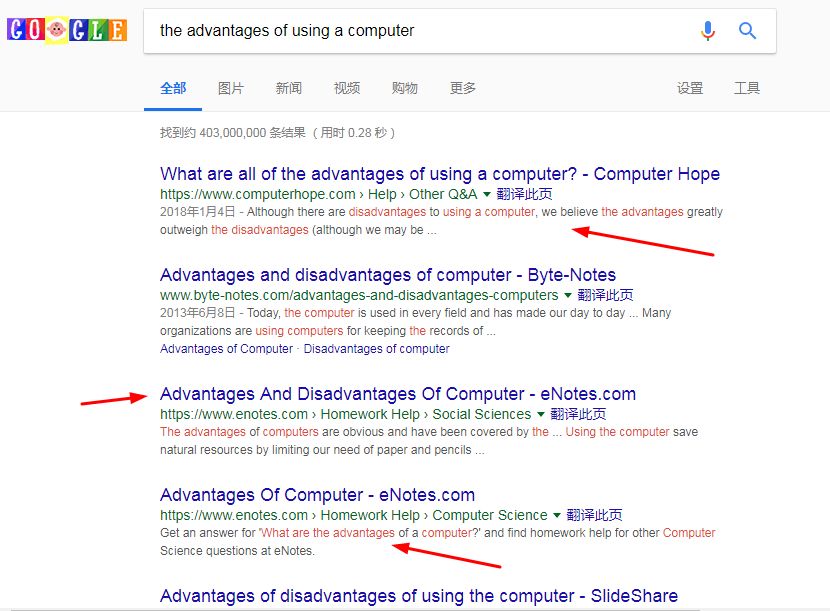 GOOGLE
the advantages of using a computer
全部 图片 新闻 视频 购物 更多 设置 工具
找到约 403,000,000 条结果 （用时 0.28 秒）
What are all of the advantages of using a computer? - Computer Hope
https://www.computerhope.com › Help › Other Q&A ▾ 翻译此页
2018年1月4日 - Although there are disadvantages to using a computer, we believe the advantages greatly
outweigh the disadvantages (although we may be ...
Advantages and disadvantages of computer - Byte-Notes
www.byte-notes.com/advantages-and-disadvantages-computers ▾ 翻译此页
2013年6月8日 - Today, the computer is used in every field and has made our day to day ... Many
organizations are using computers for keeping the records of ...
Advantages of Computer · Disadvantages of computer
Advantages And Disadvantages Of Computer - eNotes.com
https://www.enotes.com › Homework Help › Social Sciences ▾ 翻译此页
The advantages of computers are obvious and have been covered by the ... Using the computer save
natural resources by limiting our need of paper and pencils ...
Advantages Of Computer - eNotes.com
https://www.enotes.com › Homework Help › Computer Science ▾ 翻译此页
Get an answer for 'What are the advantages of a computer?' and find homework help for other Computer
Science questions at eNotes.
Advantages of disadvantages of using the computer - SlideShare